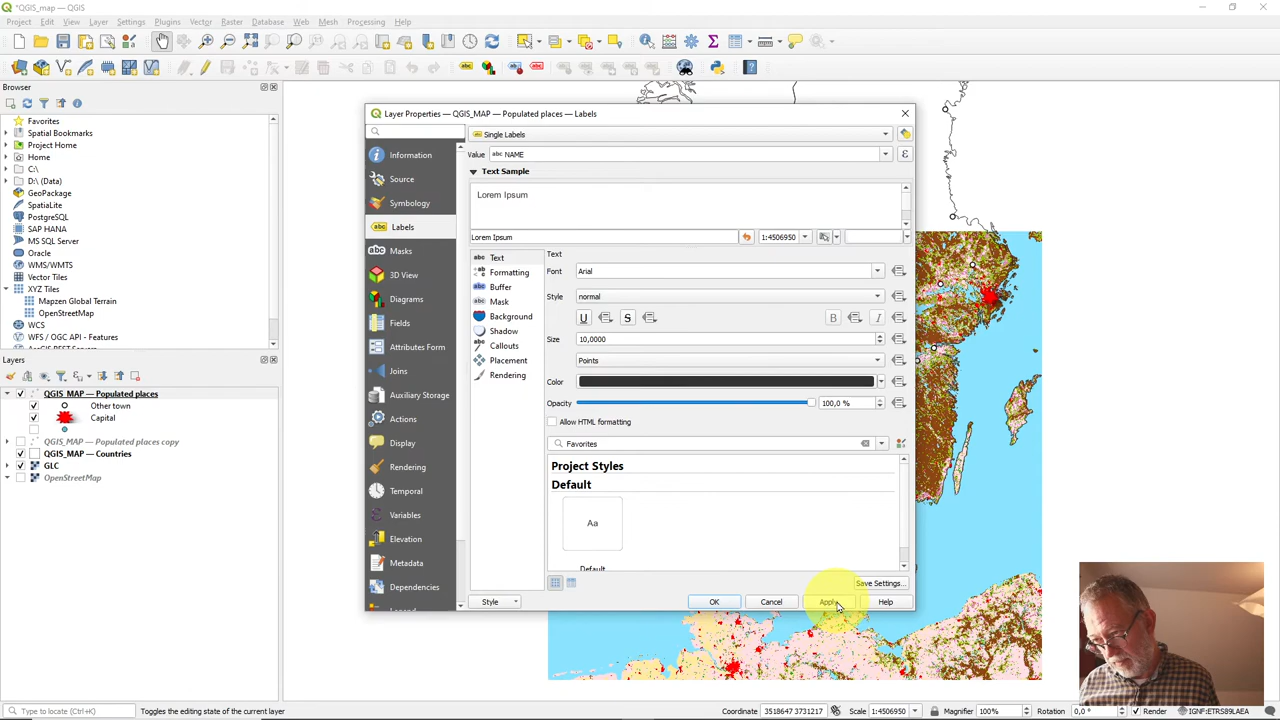 *QGIS_map — QGIS
Project Edit View Layer Settings Plugins Vector Raster Database Web Mesh Processing Help
Browser
Favorites
Spatial Bookmarks
Project Home
Home
C:\
D:\ (Data)
GeoPackage
SpatiaLite
PostgreSQL
SAP HANA
MS SQL Server
Oracle
WMS/WMTS
Vector Tiles
XYZ Tiles
Mapzen Global Terrain
OpenStreetMap
WCS
WFS / OGC API - Features
Layers
QGIS_MAP — Populated places
Other town
Capital
QGIS_MAP — Populated places copy
QGIS_MAP — Countries
GLC
OpenStreetMap
Layer Properties — QGIS_MAP — Populated places — Labels
Information
Source
Symbology
Labels
Masks
3D View
Diagrams
Fields
Attributes Form
Joins
Auxiliary Storage
Actions
Display
Rendering
Temporal
Variables
Elevation
Metadata
Dependencies
Legend
Single Labels
Value abc NAME
Text Sample
Lorem Ipsum
Lorem Ipsum
1:4506950
Text
Formatting
Buffer
Mask
Background
Shadow
Callouts
Placement
Rendering
Text
Font Arial
Style normal
U S B I
Size 10,0000
Points
Color
Opacity 100,0 %
Allow HTML formatting
Favorites
Project Styles
Default
Aa
Default
Save Settings...
Style OK Cancel Apply Help
Type to locate (Ctrl+K) Toggles the editing state of the current layer Coordinate 3518647 3731217 Scale 1:4506950 Magnifier 100% Rotation 0,0 ° Render IGNF:ETRS89LAEA